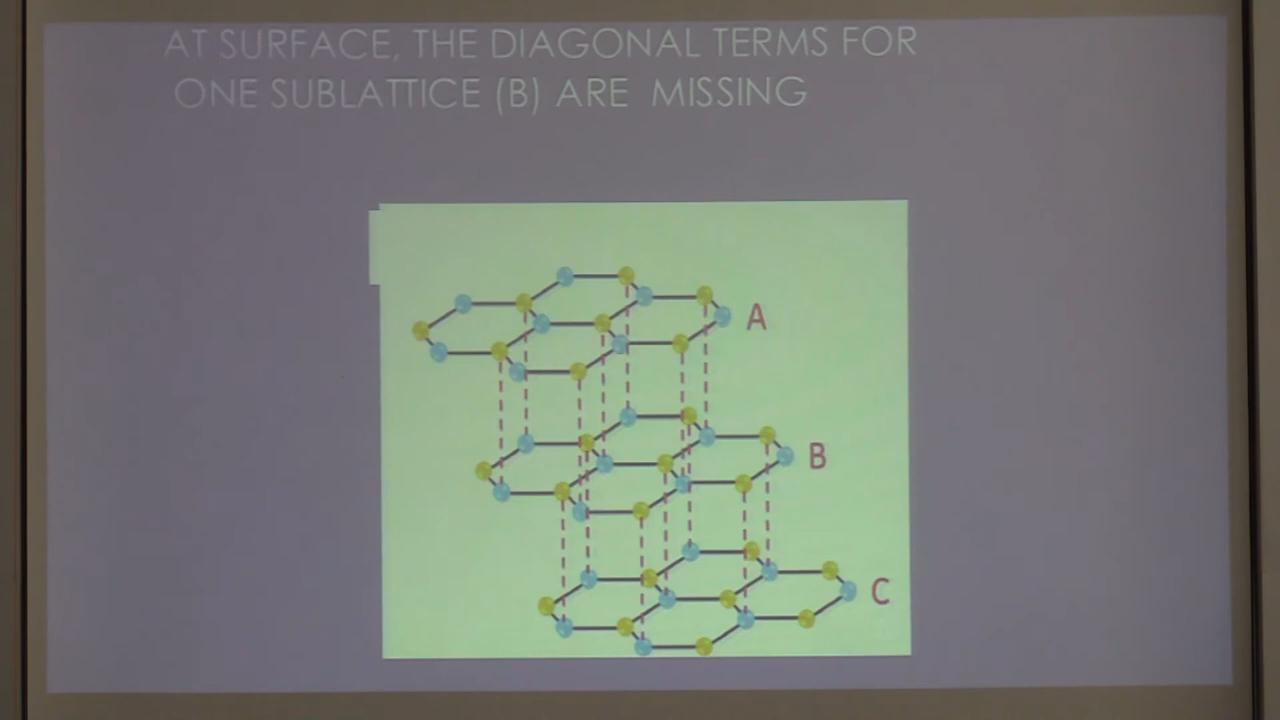 AT SURFACE, THE DIAGONAL TERMS FOR
ONE SUBLATTICE (B) ARE MISSING
A
B
C